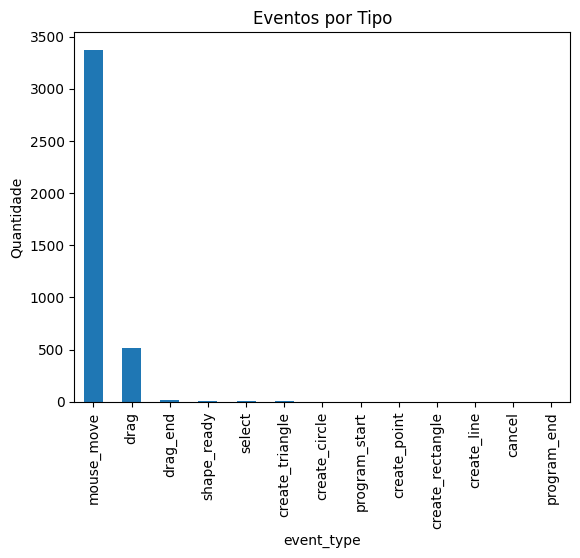 Eventos por Tipo
Quantidade
3500
3000
2500
2000
1500
1000
500
0
mouse_move
drag
drag_end
shape_ready
select
create_triangle
create_circle
program_start
create_point
create_rectangle
create_line
cancel
program_end
event_type